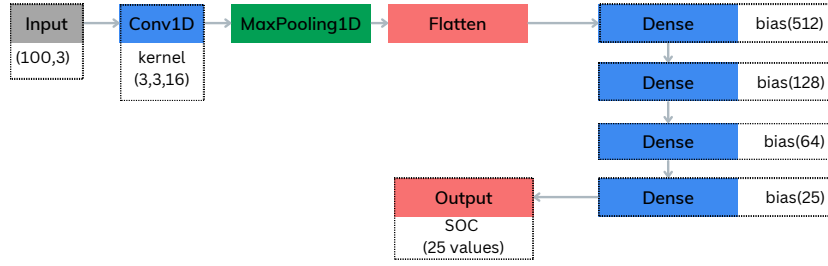 Input
(100,3)
Conv1D
kernel
(3,3,16)
MaxPooling1D
Flatten
Dense
bias(512)
Dense
bias(128)
Dense
bias(64)
Dense
bias(25)
Output
SOC
(25 values)